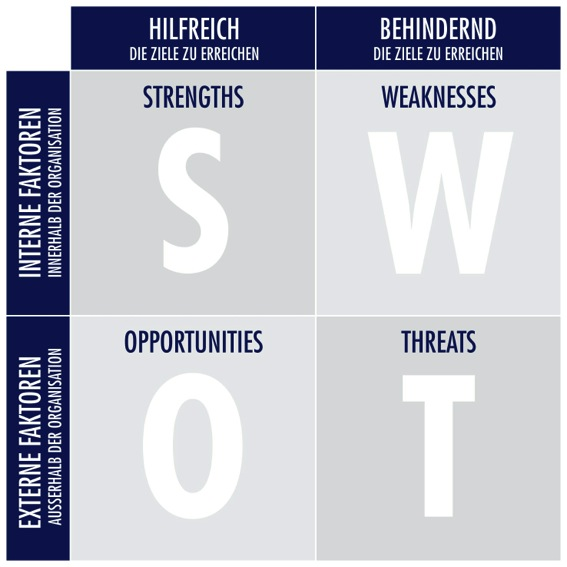 HILFREICH
DIE ZIELE ZU ERREICHEN
BEHINDERND
DIE ZIELE ZU ERREICHEN
INTERNE FAKTOREN
INNERHALB DER ORGANISATION
STRENGTHS
S
WEAKNESSES
W
EXTERNE FAKTOREN
AUSSERHALB DER ORGANISATION
OPPORTUNITIES
O
THREATS
T